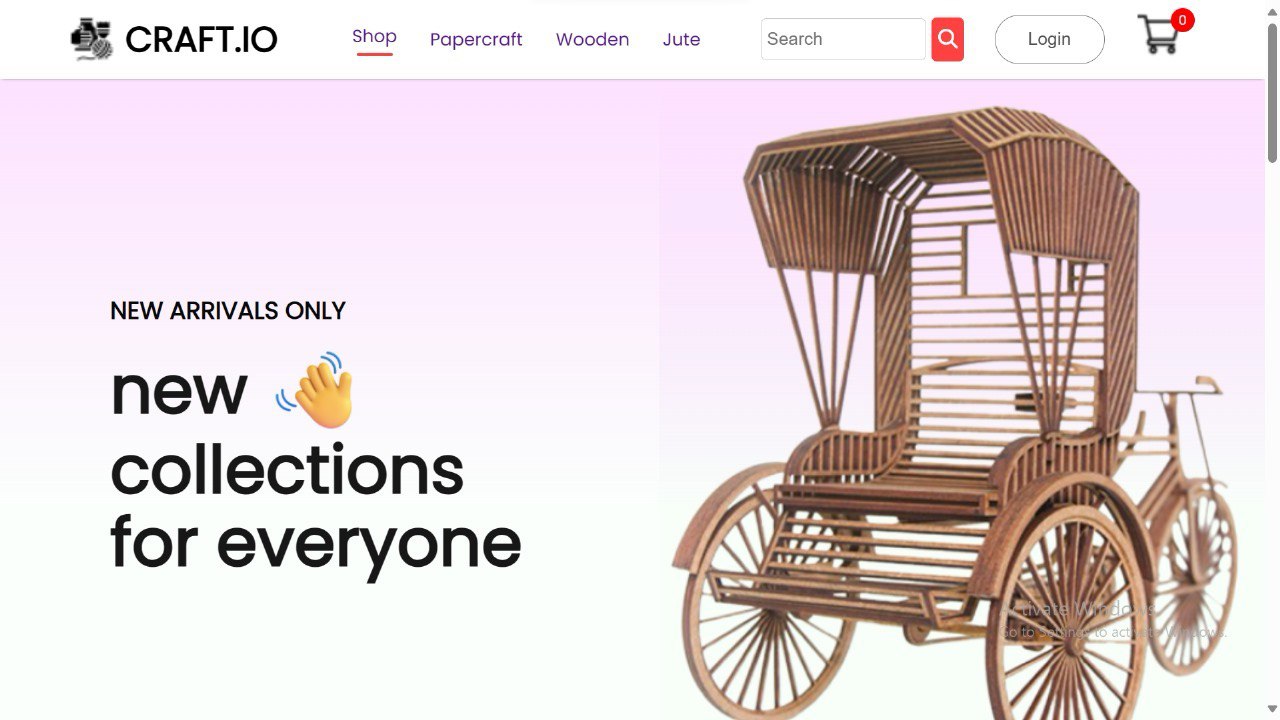 CRAFT.IO
Shop
Papercraft
Wooden
Jute
Search
Login
0
NEW ARRIVALS ONLY
new 👋
collections
for everyone
Activate Windows
Go to Settings to activate Windows.